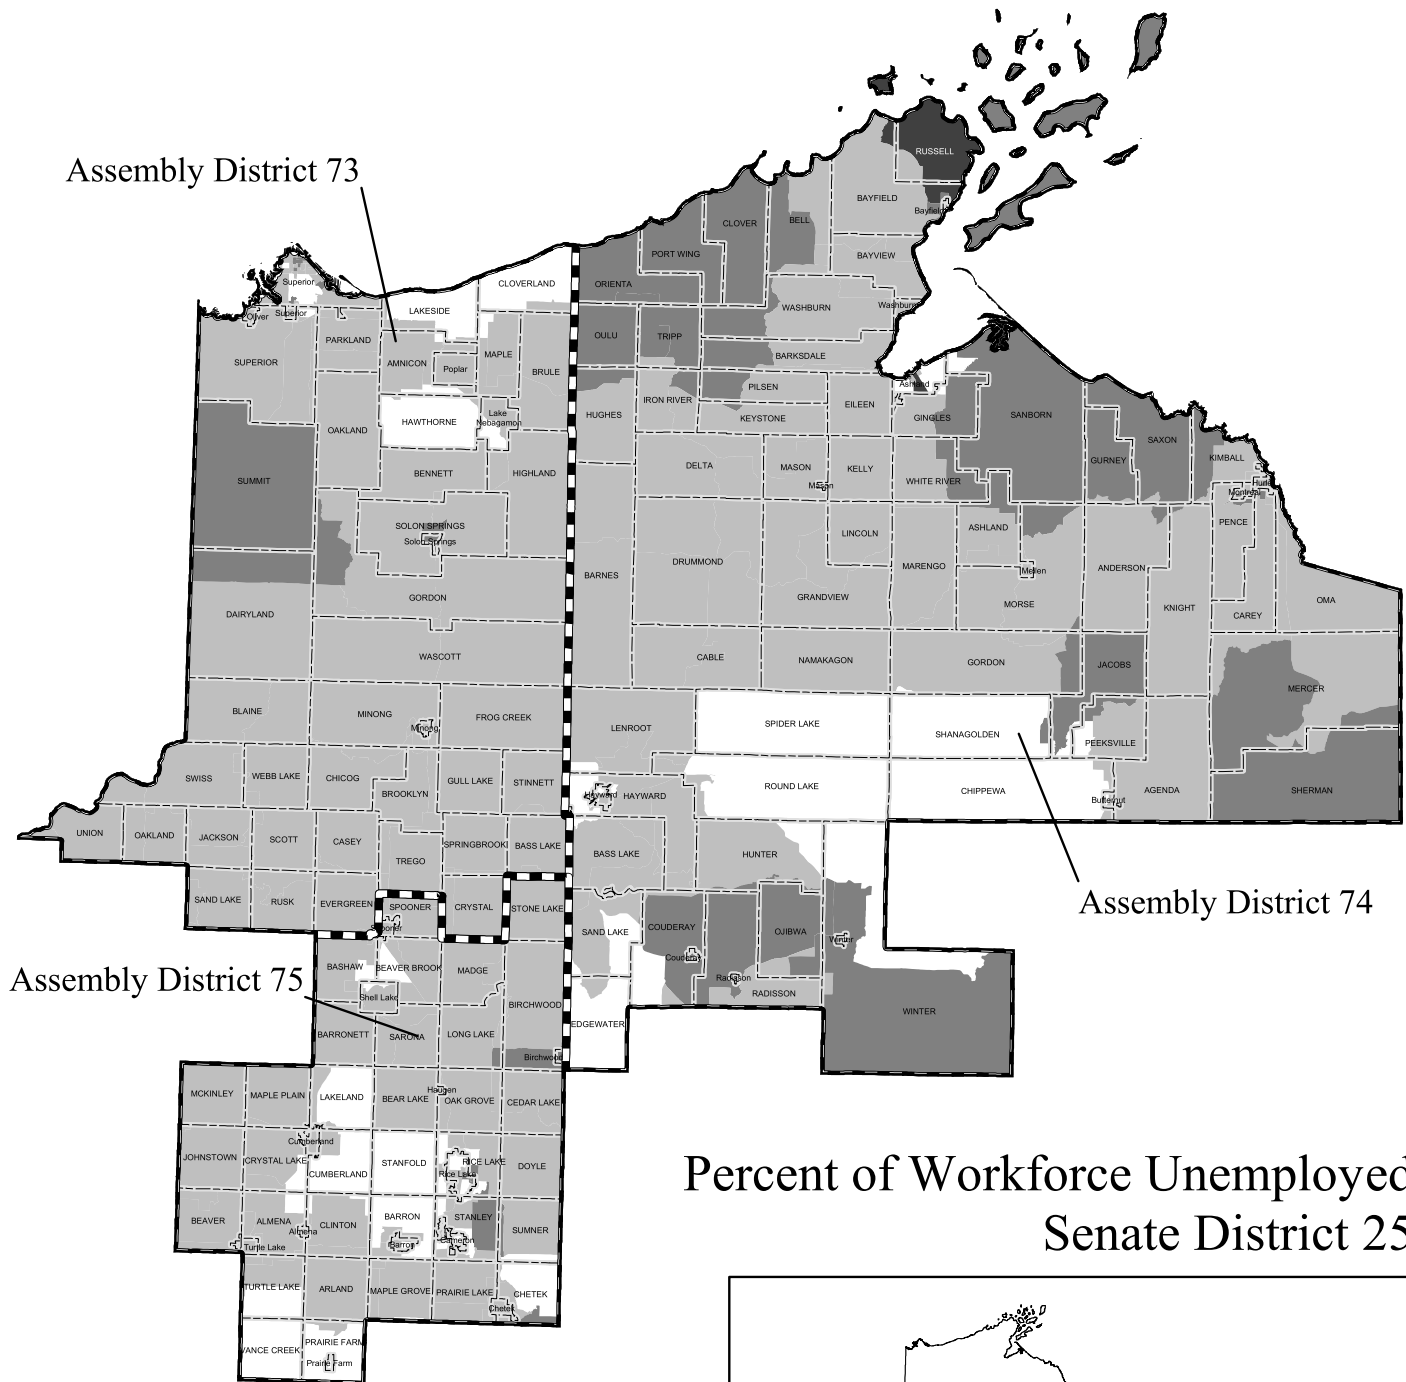 RUSSELL
Assembly District 73
BAYFIELD
Bayfield
CLOVER
BELL
PORT WING
BAYVIEW
Superior
CLOVERLAND
ORIENTA
LAKESIDE
WASHBURN
Washburn
Oliver
Superior
PARKLAND
OULU
TRIPP
SUPERIOR
AMNICON
MAPLE
BARKSDALE
Poplar
BRULE
PILSEN
Ashland
IRON RIVER
EILEEN
HUGHES
KEYSTONE
GINGLES
SANBORN
HAWTHORNE
Lake
Nebagamon
OAKLAND
SAXON
GURNEY
KIMBALL
DELTA
MASON
KELLY
BENNETT
HIGHLAND
SUMMIT
Mason
WHITE RIVER
Montreal
PENCE
SOLON SPRINGS
Solon Springs
LINCOLN
ASHLAND
DRUMMOND
MARENGO
Mellen
ANDERSON
BARNES
GORDON
GRANDVIEW
MORSE
KNIGHT
OMA
DAIRYLAND
CAREY
WASCOTT
CABLE
NAMAKAGON
GORDON
JACOBS
MERCER
BLAINE
MINONG
FROG CREEK
Minong
LENROOT
SPIDER LAKE
SHANAGOLDEN
PEEKSVILLE
SWISS
WEBB LAKE
CHICOG
GULL LAKE
STINNETT
BROOKLYN
Hayward
HAYWARD
ROUND LAKE
CHIPPEWA
Butternut
AGENDA
SHERMAN
UNION
OAKLAND
JACKSON
SCOTT
CASEY
SPRINGBROOK
BASS LAKE
TREGO
BASS LAKE
HUNTER
SAND LAKE
RUSK
EVERGREEN
SPOONER
CRYSTAL
STONE LAKE
Assembly District 74
Spooner
SAND LAKE
COUDERAY
OJIBWA
Winter
Couderay
BASHAW
BEAVER BROOK
MADGE
Assembly District 75
Radisson
RADISSON
Shell Lake
BIRCHWOOD
WINTER
BARRONETT
SARONA
LONG LAKE
EDGEWATER
Birchwood
MCKINLEY
MAPLE PLAIN
LAKELAND
BEAR LAKE
Haugen
OAK GROVE
CEDAR LAKE
Cumberland
JOHNSTOWN
CRYSTAL LAKE
CUMBERLAND
STANFOLD
RICE LAKE
Rice Lake
DOYLE
Percent of Workforce Unemployed
BEAVER
ALMENA
Almena
CLINTON
BARRON
STANLEY
SUMNER
Senate District 25
Turtle Lake
Barron
Cameron
TURTLE LAKE
ARLAND
MAPLE GROVE
PRAIRIE LAKE
CHETEK
Chetek
VANCE CREEK
PRAIRIE FARM
Prairie Farm